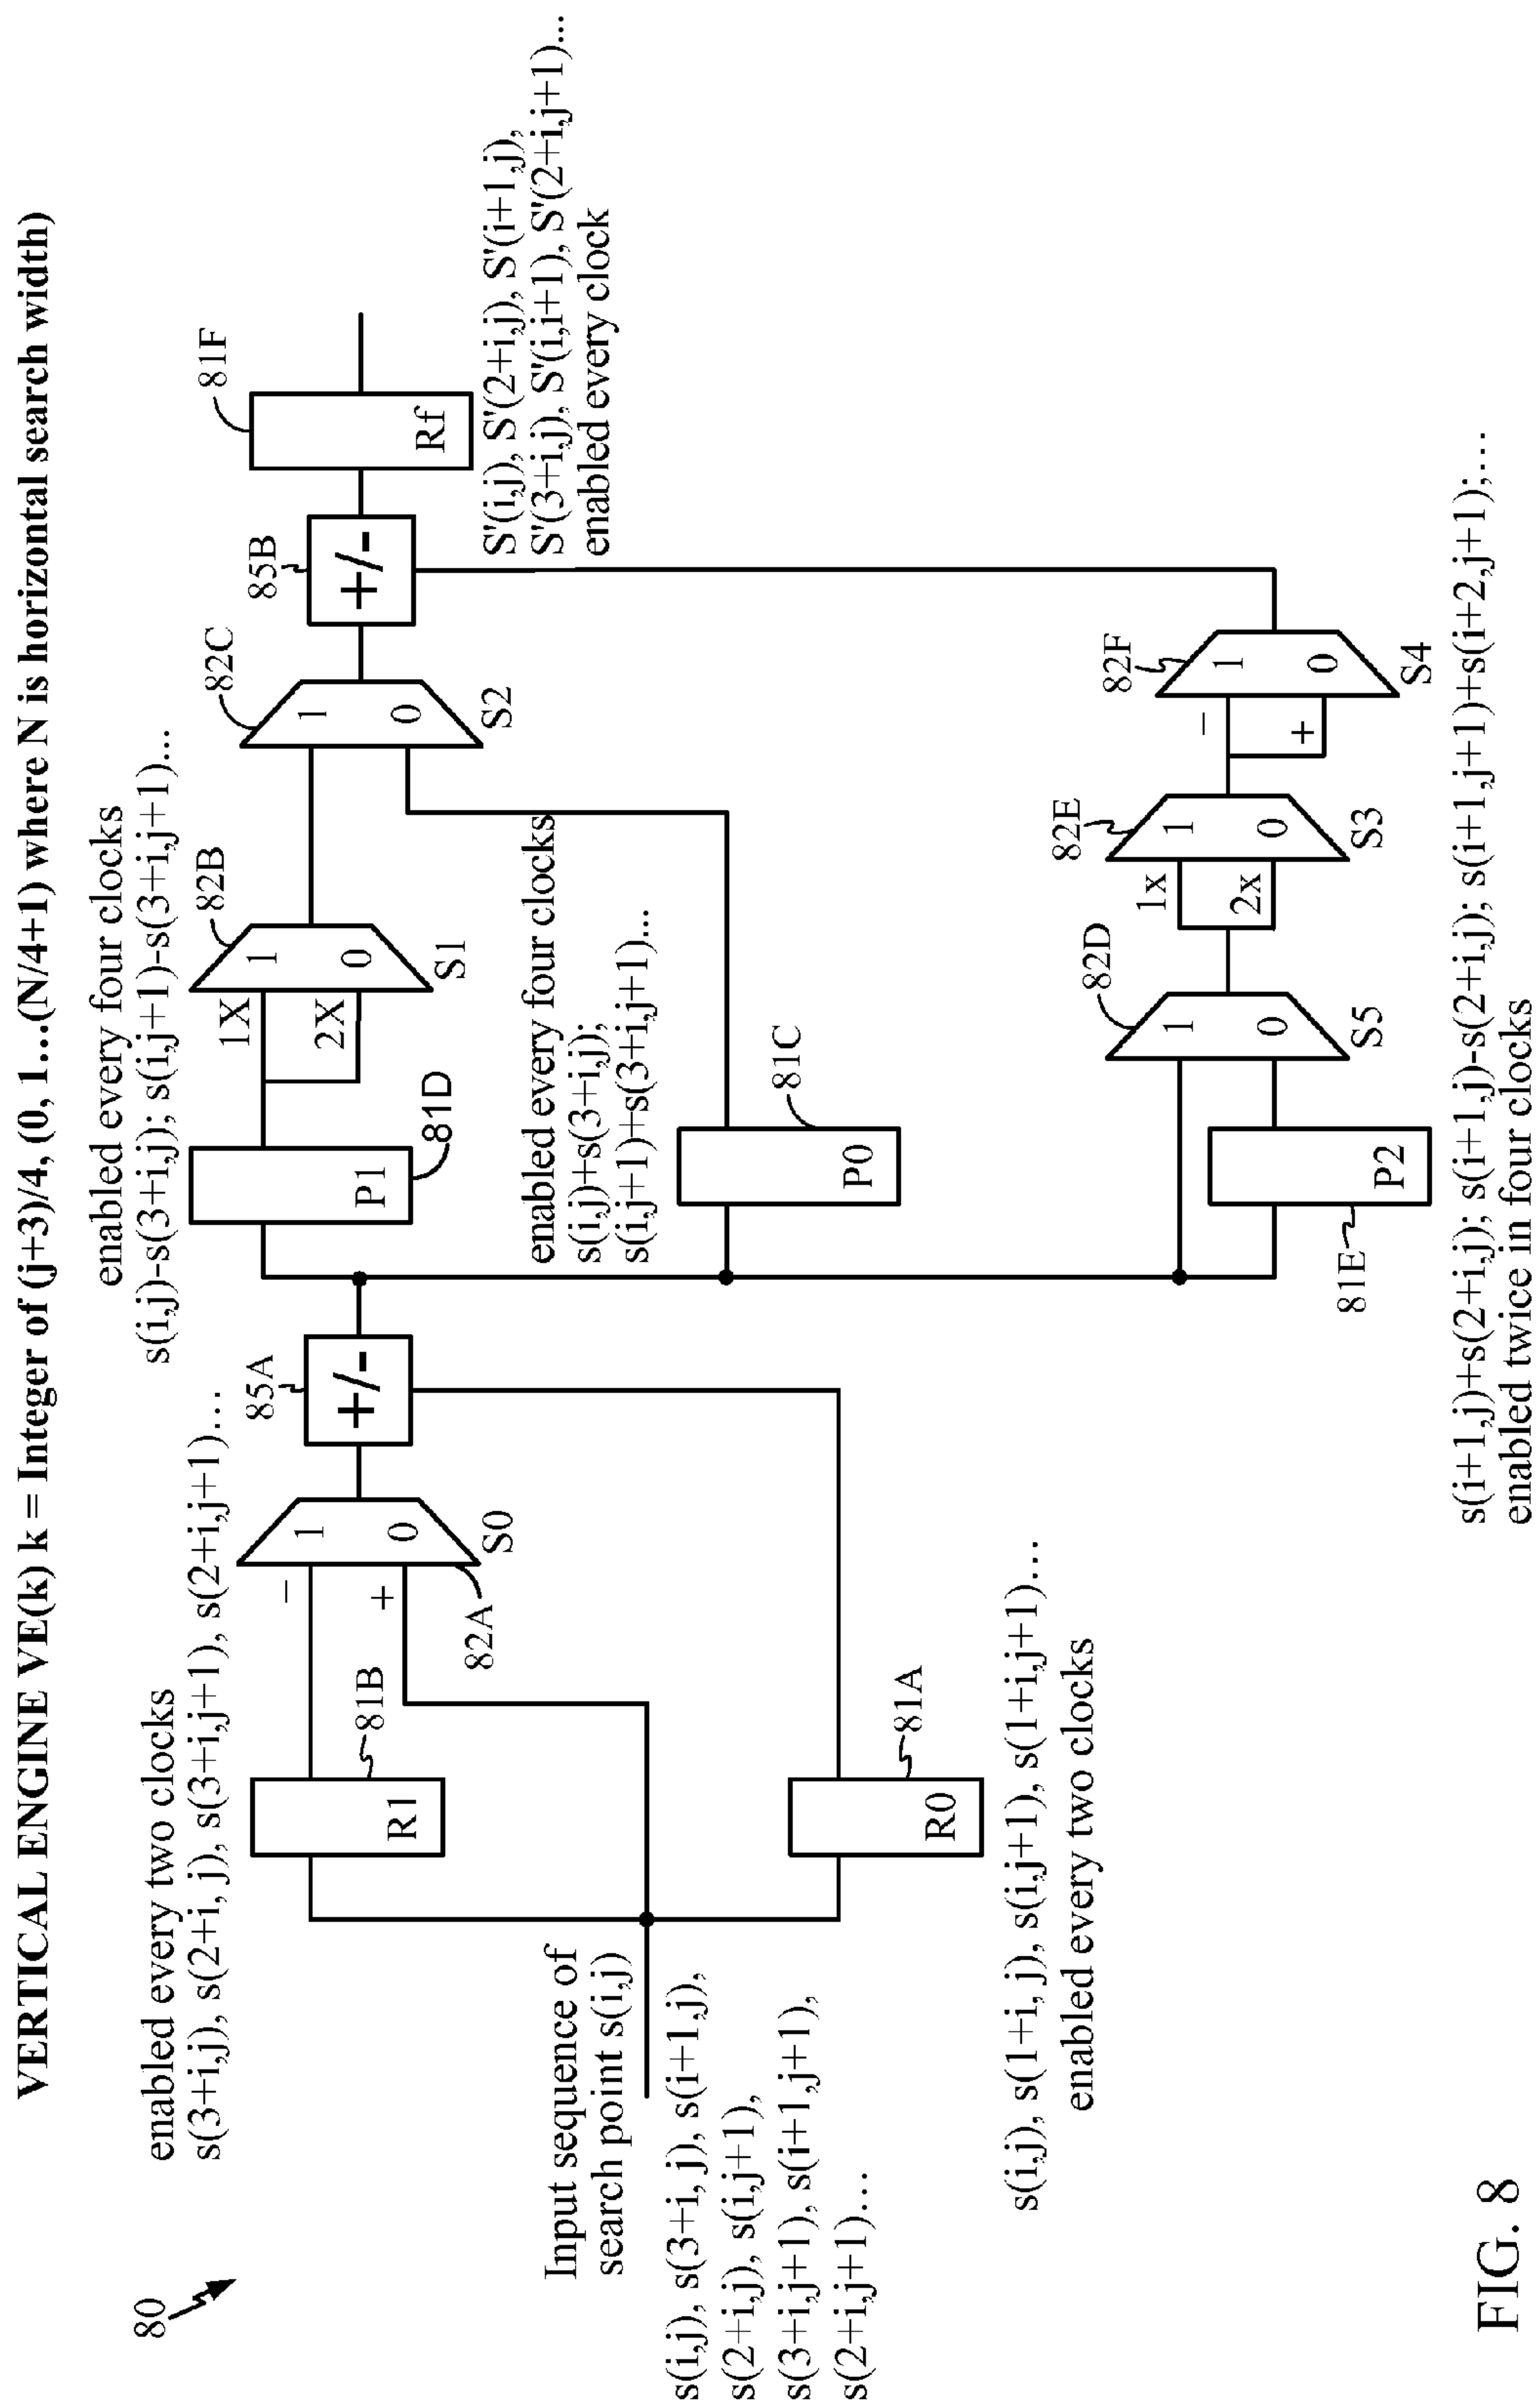 VERTICAL ENGINE VE(k) k = Integer of (j+3)/4, (0, 1...(N/4+1) where N is horizontal search width)
80
enabled every two clocks
s(3+i,j), s(2+i, j), s(3+i,j+1), s(2+i,j+1)...
R1
81B
Input sequence of
search point s(i,j)
s(i,j), s(3+i, j), s(i+1,j),
s(2+i,j), s(i,j+1),
s(3+i,j+1), s(i+1,j+1),
s(2+i,j+1)...
R0
81A
s(i,j), s(1+i, j), s(i,j+1), s(1+i,j+1)...
enabled every two clocks
−
+
1
0
S0
82A
85A
+/-
enabled every four clocks
s(i,j)-s(3+i,j); s(i,j+1)-s(3+i,j+1)...
P1
81D
1X
2X
1
0
S1
82B
enabled every four clocks
s(i,j)+s(3+i,j);
s(i,j+1)+s(3+i,j+1)...
P0
81C
1
0
S2
82C
85B
+/-
81F
Rf
S'(i,j), S'(2+i,j), S'(i+1,j),
S'(3+i,j), S'(i,i+1), S'(2+i,j+1)...
enabled every clock
P2
81E
82D
1
0
S5
1x
2x
82E
1
0
S3
−
+
82F
1
0
S4
s(i+1,j)+s(2+i,j); s(i+1,j)-s(2+i,j); s(i+1,j+1)+s(i+2,j+1);...
enabled twice in four clocks
FIG. 8